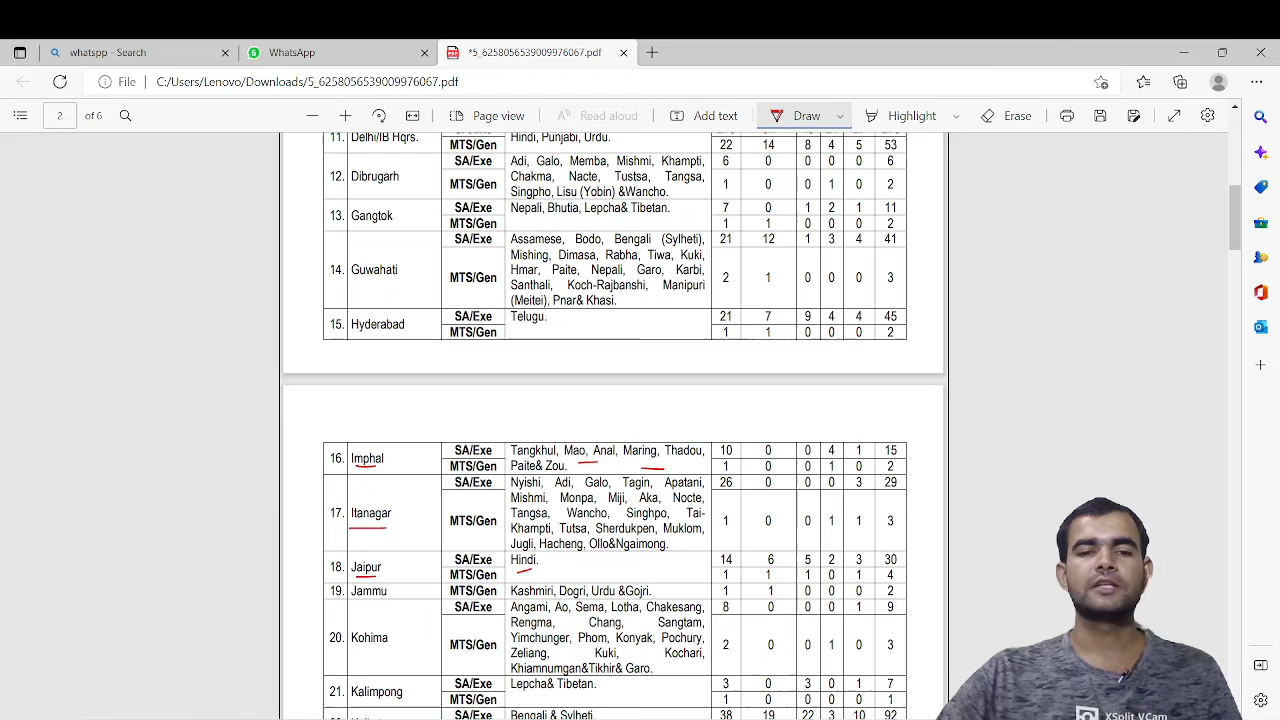 whatspp - Search
WhatsApp
*5_6258056539009976067.pdf
File
C:/Users/Lenovo/Downloads/5_6258056539009976067.pdf
2 of 6
Page view
Read aloud
Add text
Draw
Highlight
Erase
11. Delhi/IB Hqrs. Hindi, Punjabi, Urdu.
MTS/Gen 22 14 8 4 5 53
12. Dibrugarh SA/Exe Adi, Galo, Memba, Mishmi, Khampti, 6 0 0 0 0 6
Chakma, Nacte, Tustsa, Tangsa,
MTS/Gen 1 0 0 1 0 2
Singpho, Lisu (Yobin) &Wancho.
13. Gangtok SA/Exe Nepali, Bhutia, Lepcha& Tibetan. 7 0 1 2 1 11
MTS/Gen 1 1 0 0 0 2
14. Guwahati SA/Exe Assamese, Bodo, Bengali (Sylheti), 21 12 1 3 4 41
Mishing, Dimasa, Rabha, Tiwa, Kuki,
Hmar, Paite, Nepali, Garo, Karbi,
MTS/Gen 2 1 0 0 0 3
Santhali, Koch-Rajbanshi, Manipuri
(Meitei), Pnar& Khasi.
15. Hyderabad SA/Exe Telugu. 21 7 9 4 4 45
MTS/Gen 1 1 0 0 0 2
16. Imphal SA/Exe Tangkhul, Mao, Anal, Maring, Thadou, 10 0 0 4 1 15
MTS/Gen Paite& Zou. 1 0 0 1 0 2
17. Itanagar SA/Exe Nyishi, Adi, Galo, Tagin, Apatani, 26 0 0 0 3 29
Mishmi, Monpa, Miji, Aka, Nocte,
Tangsa, Wancho, Singhpo, Tai-
MTS/Gen 1 0 0 1 1 3
Khampti, Tutsa, Sherdukpen, Muklom,
Jugli, Hacheng, Ollo&Ngaimong.
18. Jaipur SA/Exe Hindi. 14 6 5 2 3 30
MTS/Gen 1 1 1 0 1 4
19. Jammu MTS/Gen Kashmiri, Dogri, Urdu &Gojri. 1 1 0 0 0 2
20. Kohima SA/Exe Angami, Ao, Sema, Lotha, Chakesang, 8 0 0 0 1 9
Rengma, Chang, Sangtam,
Yimchunger, Phom, Konyak, Pochury,
MTS/Gen 2 0 0 1 0 3
Zeliang, Kuki, Kochari,
Khiamnumgan&Tikhir& Garo.
21. Kalimpong SA/Exe Lepcha& Tibetan. 3 0 3 0 1 7
MTS/Gen 1 0 0 0 0 1
SA/Exe Bengali & Sylheti. 38 19 22 3 10 92
XSplit VCam